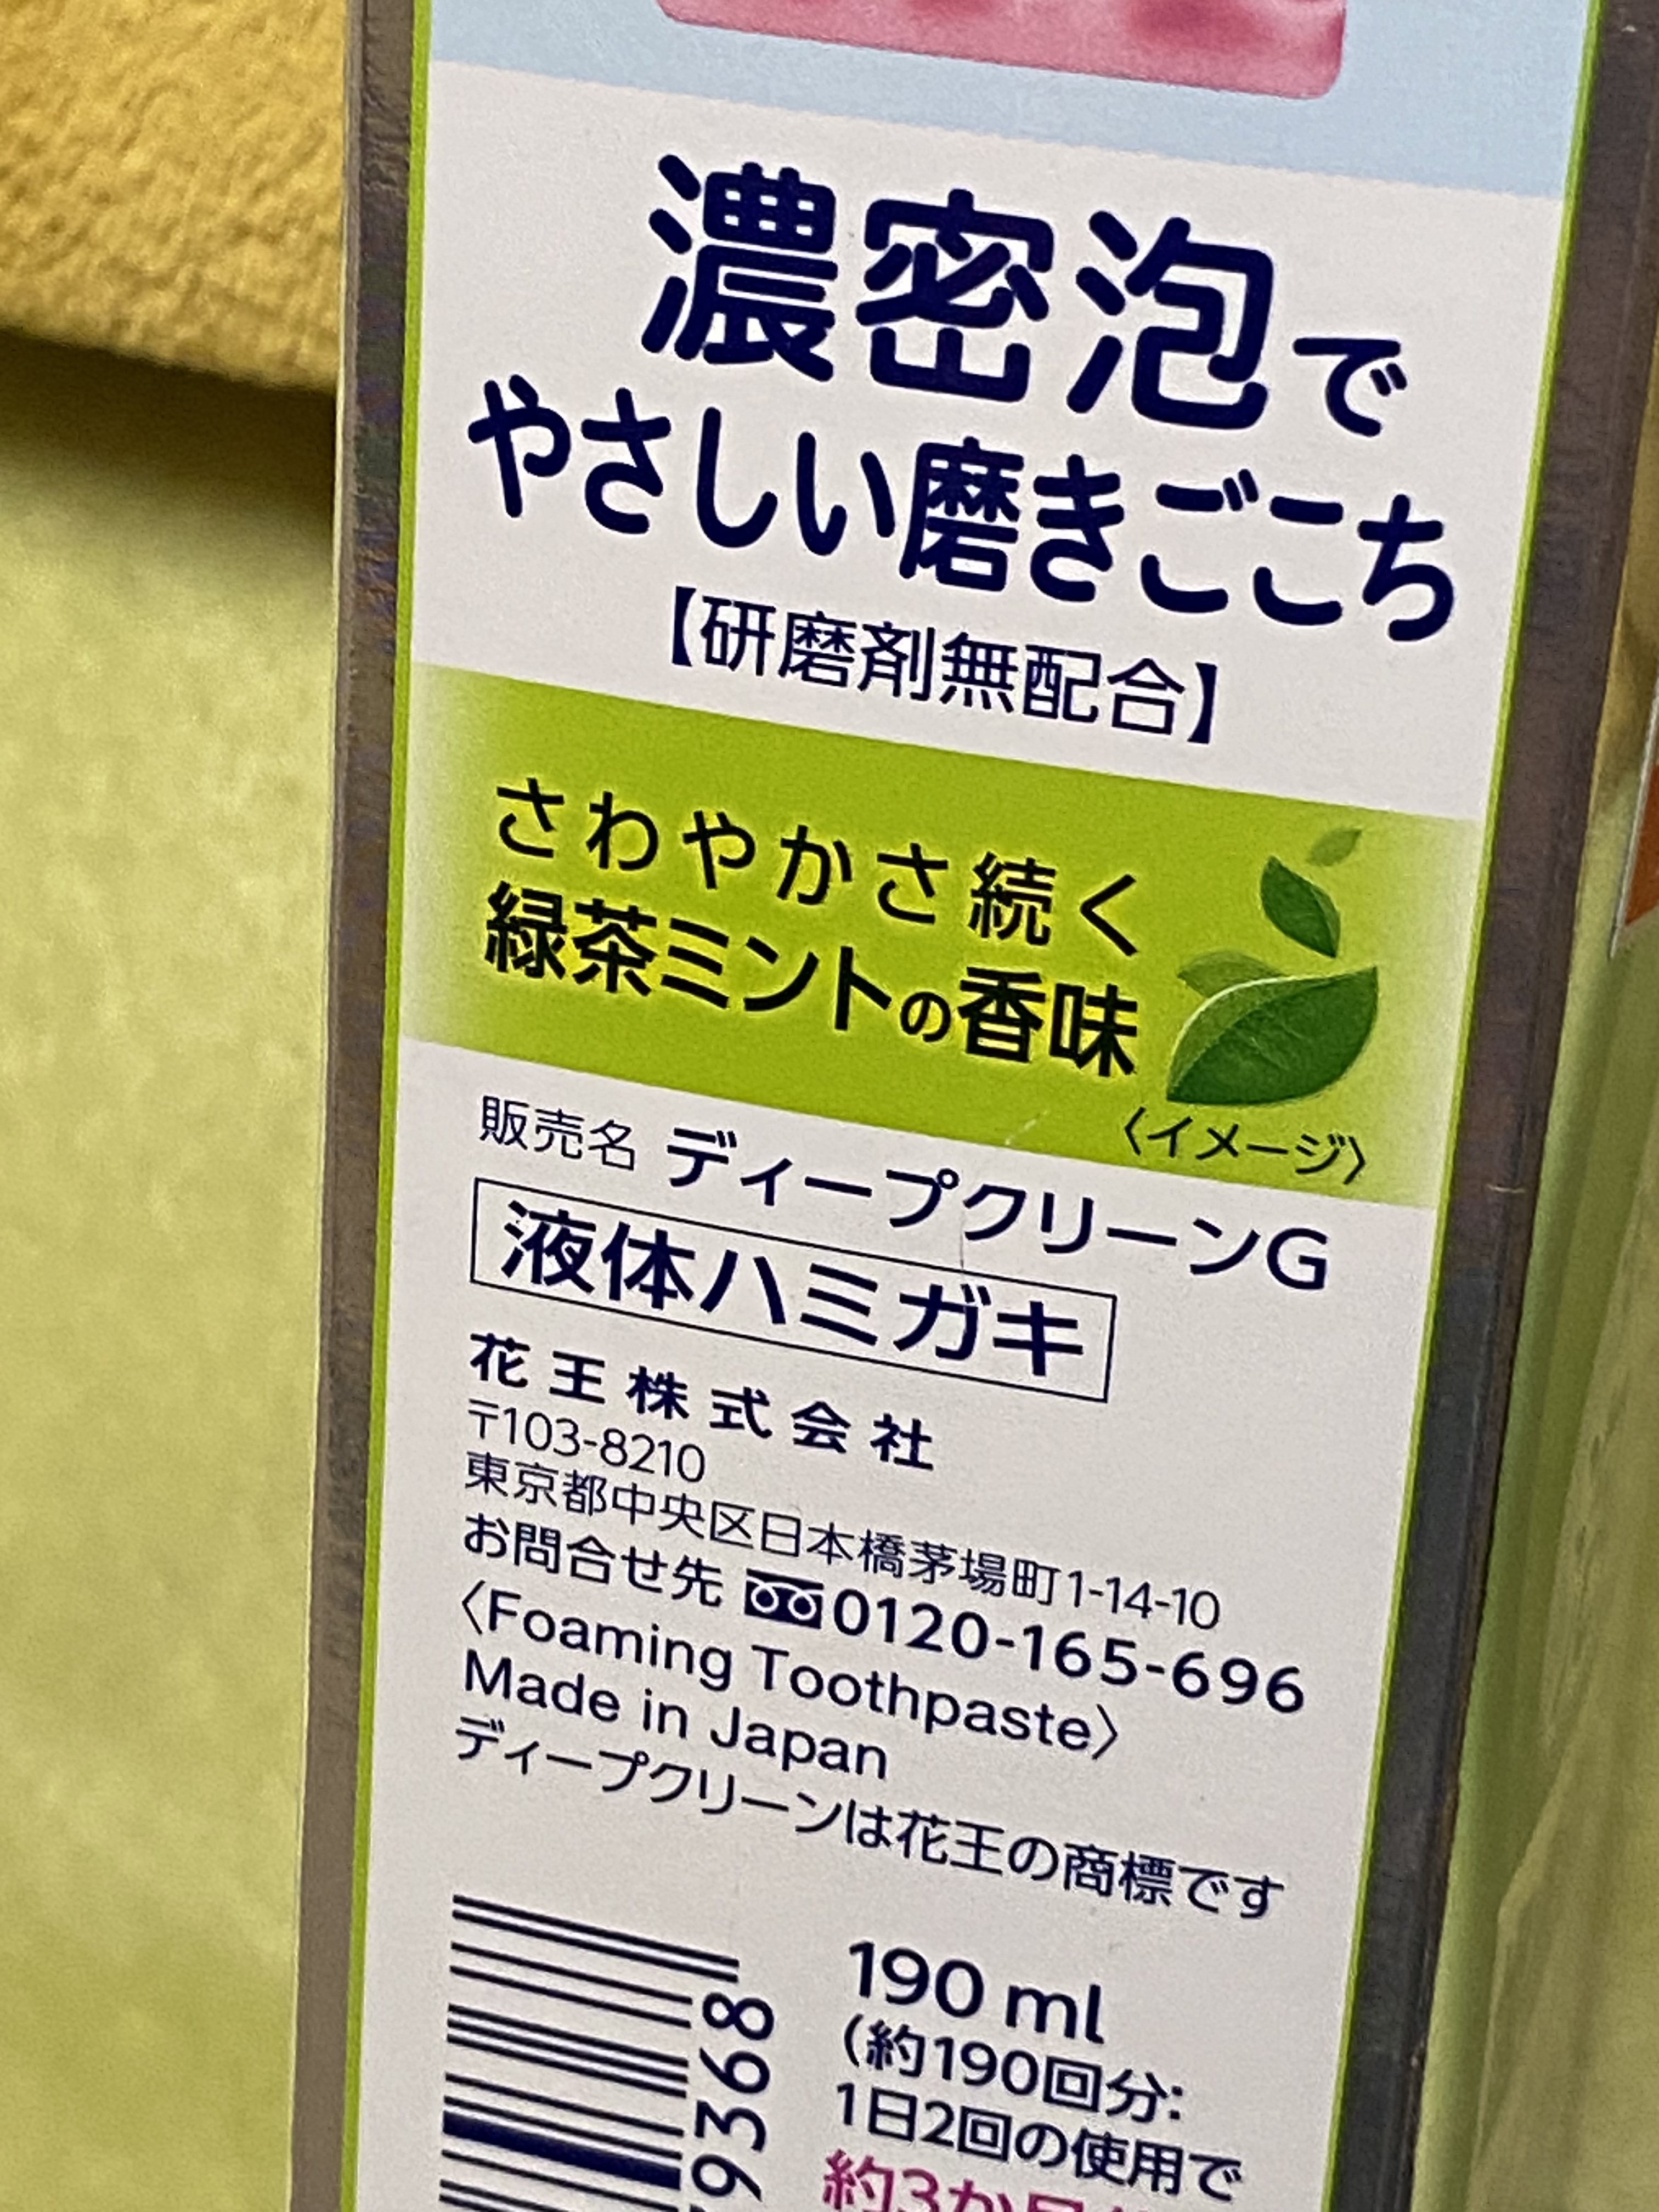 濃密泡で
やさしい磨きごこち
【研磨剤無配合】
さわやかさ続く
緑茶ミントの香味
〈イメージ〉
販売名 ディープクリーンG
液体ハミガキ
花王株式会社
〒103-8210
東京都中央区日本橋茅場町1-14-10
お問合せ先 0120-165-696
〈Foaming Toothpaste〉
Made in Japan
ディープクリーンは花王の商標です
190 ml
(約190回分:
1日2回の使用で
約3か月
9368